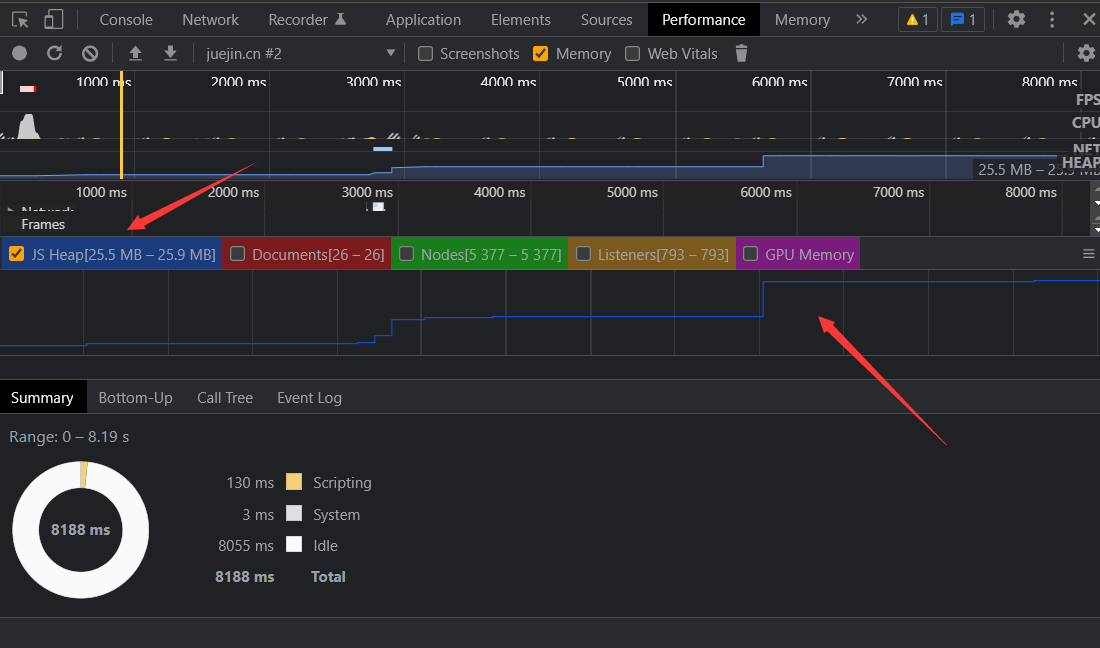 Console Network Recorder Application Elements Sources Performance Memory » 1 1
juejin.cn #2 Screenshots Memory Web Vitals
1000 ms 2000 ms 3000 ms 4000 ms 5000 ms 6000 ms 7000 ms 8000 ms
FPS
CPU
NET
HEAP
25.5 MB – 25.9 MB
1000 ms 2000 ms 3000 ms 4000 ms 5000 ms 6000 ms 7000 ms 8000 ms
Network
Frames
JS Heap[25.5 MB – 25.9 MB] Documents[26 – 26] Nodes[5 377 – 5 377] Listeners[793 – 793] GPU Memory
Summary Bottom-Up Call Tree Event Log
Range: 0 – 8.19 s
8188 ms
130 ms Scripting
3 ms System
8055 ms Idle
8188 ms Total